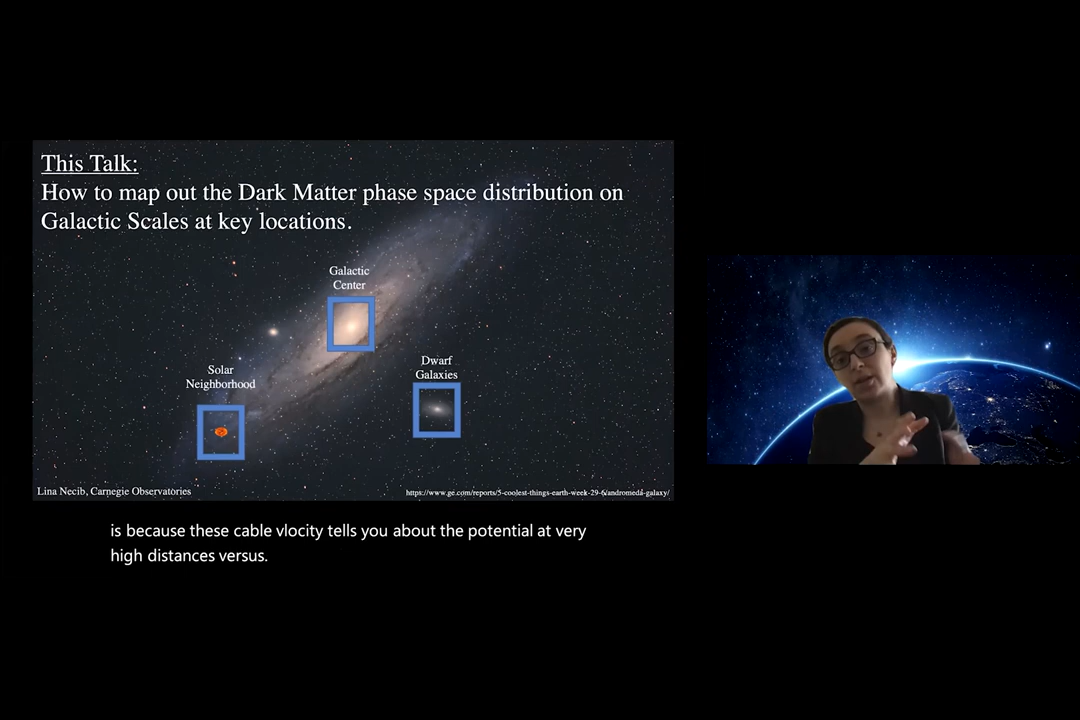 This Talk:
How to map out the Dark Matter phase space distribution on
Galactic Scales at key locations.
Galactic
Center
Dwarf
Galaxies
Solar
Neighborhood
Lina Necib, Carnegie Observatories
https://www.ge.com/reports/5-coolest-things-earth-week-29-6/andromeda-galaxy/
is because these cable vlocity tells you about the potential at very
high distances versus.